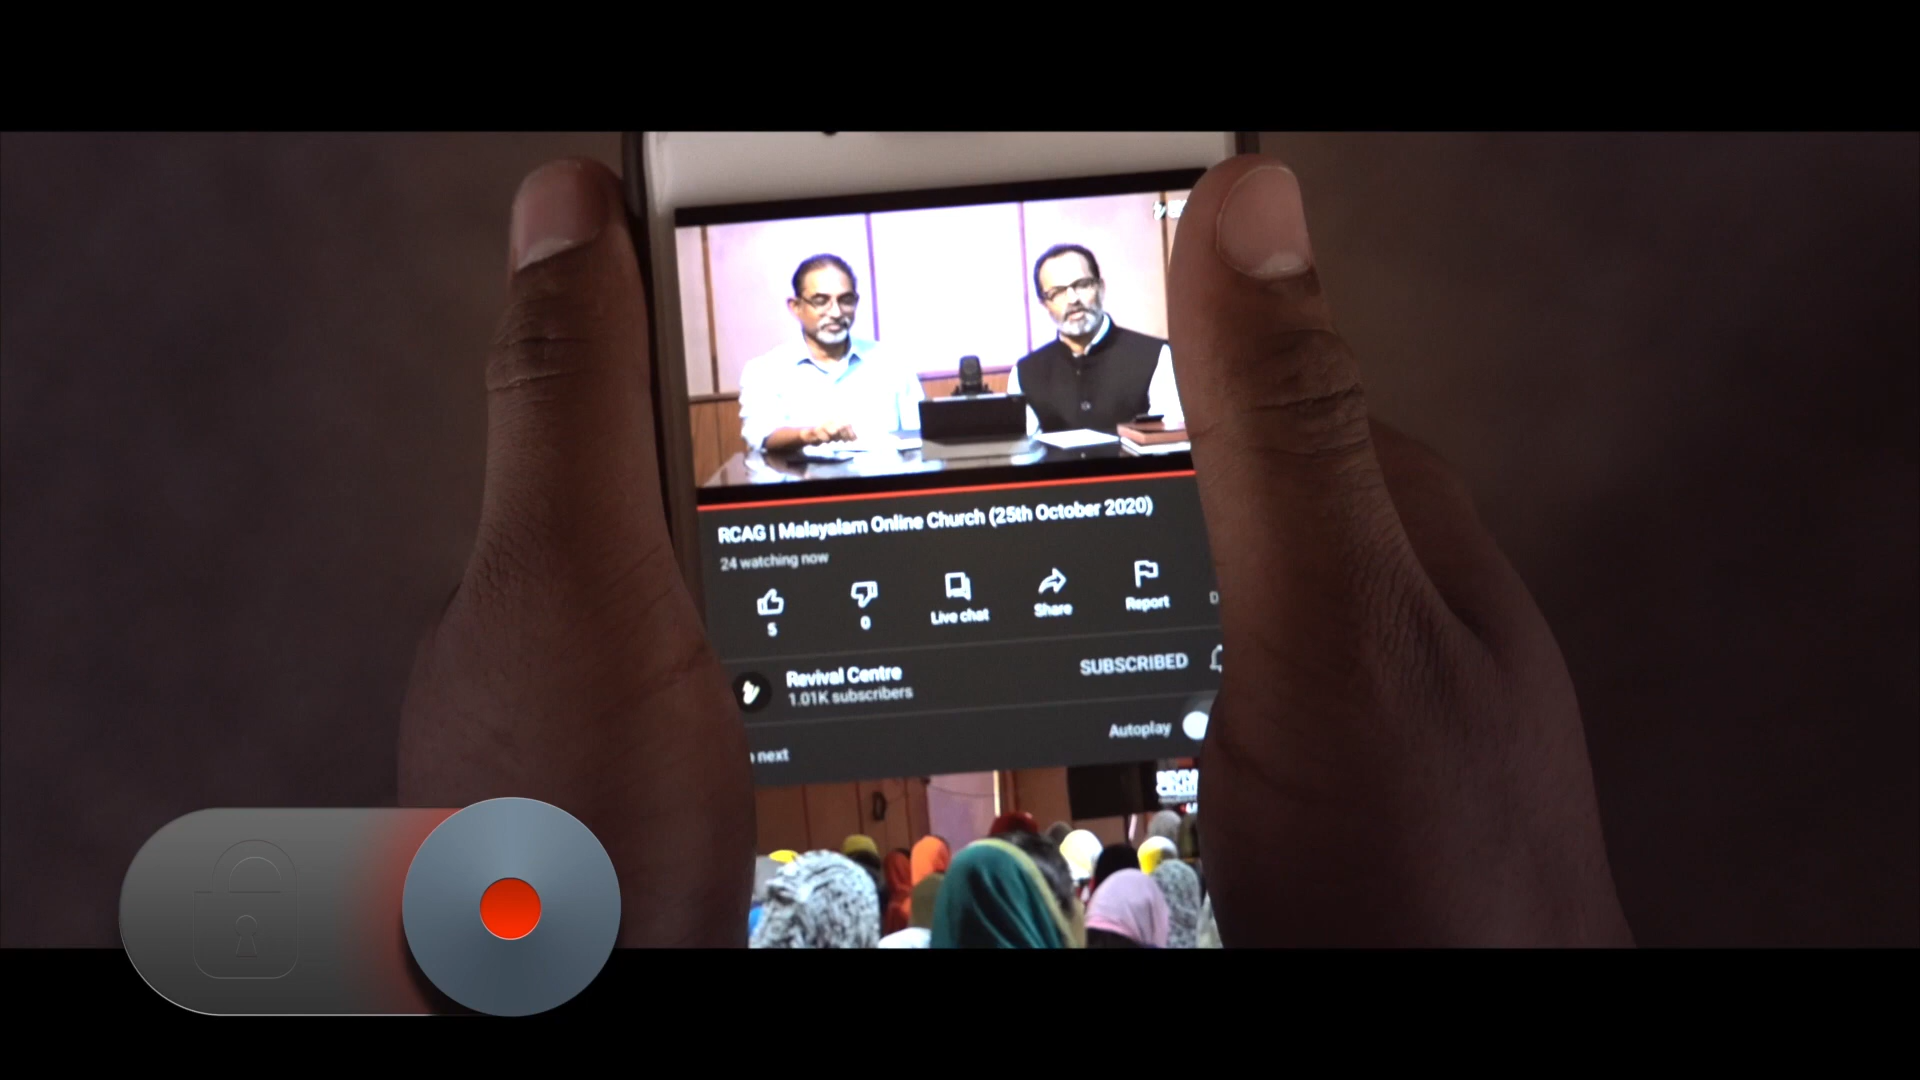 RCAG | Malayalam Online Church (25th October 2020)
24 watching now
5
0
Live chat
Share
Report
Revival Centre
1.01K subscribers
SUBSCRIBED
Autoplay
next